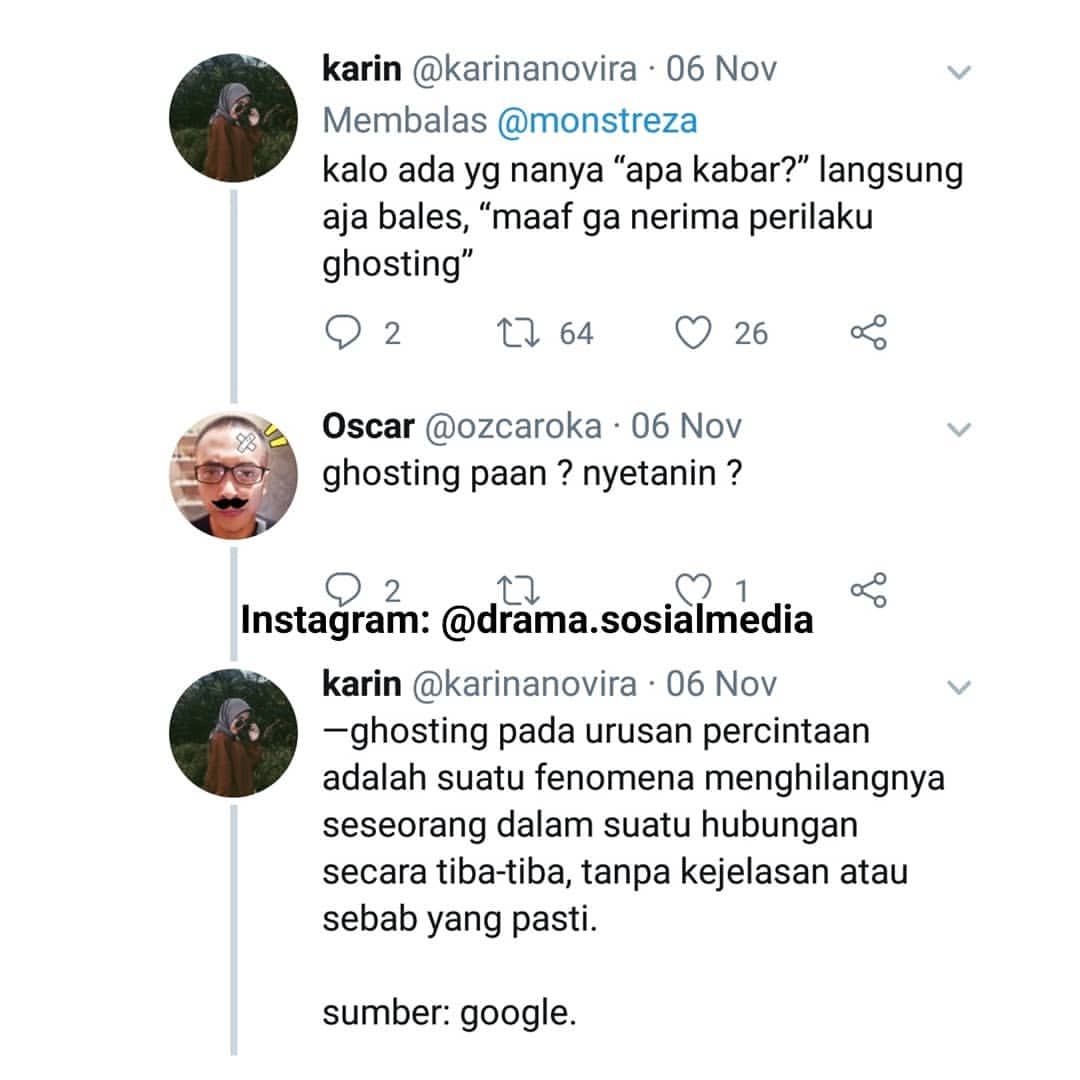 karin @karinanovira · 06 Nov
Membalas @monstreza
kalo ada yg nanya “apa kabar?” langsung
aja bales, “maaf ga nerima perilaku
ghosting”
2 64 26
Oscar @ozcaroka · 06 Nov
ghosting paan ? nyetanin ?
2 1
Instagram: @drama.sosialmedia
karin @karinanovira · 06 Nov
—ghosting pada urusan percintaan
adalah suatu fenomena menghilangnya
seseorang dalam suatu hubungan
secara tiba-tiba, tanpa kejelasan atau
sebab yang pasti.
sumber: google.